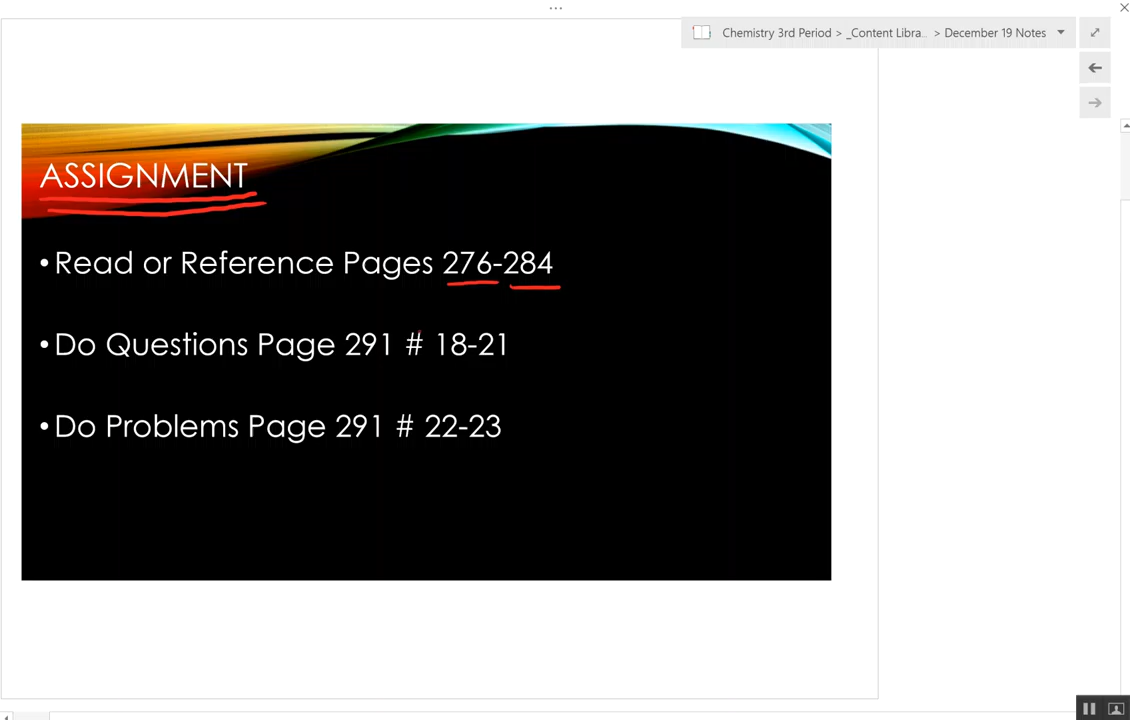 Chemistry 3rd Period > _Content Libra... > December 19 Notes
ASSIGNMENT
• Read or Reference Pages 276-284
• Do Questions Page 291 # 18-21
• Do Problems Page 291 # 22-23